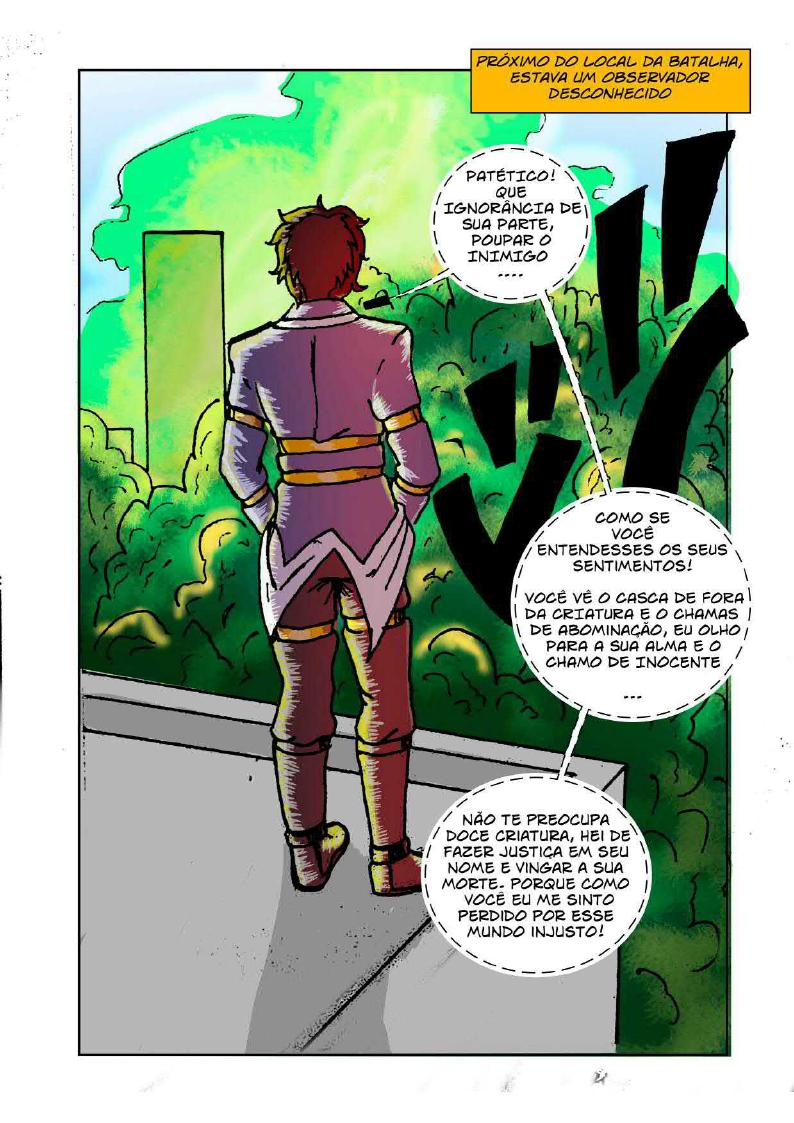 PRÓXIMO DO LOCAL DA BATALHA,
ESTAVA UM OBSERVADOR
DESCONHECIDO
PATÉTICO!
QUE
IGNORÂNCIA DE
SUA PARTE,
POUPAR O
INIMIGO
....
COMO SE
VOCÊ
ENTENDESSES OS SEUS
SENTIMENTOS!
VOCÊ VÉ O CASCA DE FORA
DA CRIATURA E O CHAMAS
DE ABOMINAÇÃO, EU OLHO
PARA A SUA ALMA E O
CHAMO DE INOCENTE
...
NÃO TE PREOCUPA
DOCE CRIATURA, HEI DE
FAZER JUSTIÇA EM SEU
NOME E VINGAR A SUA
MORTE. PORQUE COMO
VOCÊ EU ME SINTO
PERDIDO POR ESSE
MUNDO INJUSTO!